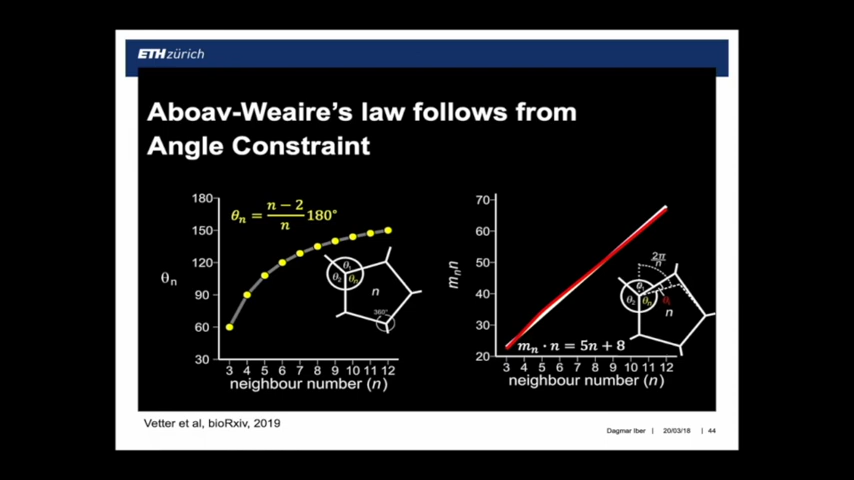 ETHzürich
Aboav-Weaire's law follows from
Angle Constraint
180
150
120
90
60
30
θn
θn = n − 2 / n 180°
θ1
θ2
θn
n
360°
3 4 5 6 7 8 9 10 11 12
neighbour number (n)
70
60
50
40
30
20
mnn
2π/n
θ2
θn
θ1
n
mn · n = 5n + 8
3 4 5 6 7 8 9 10 11 12
neighbour number (n)
Vetter et al, bioRxiv, 2019
Dagmar Iber | 20/03/18 | 44